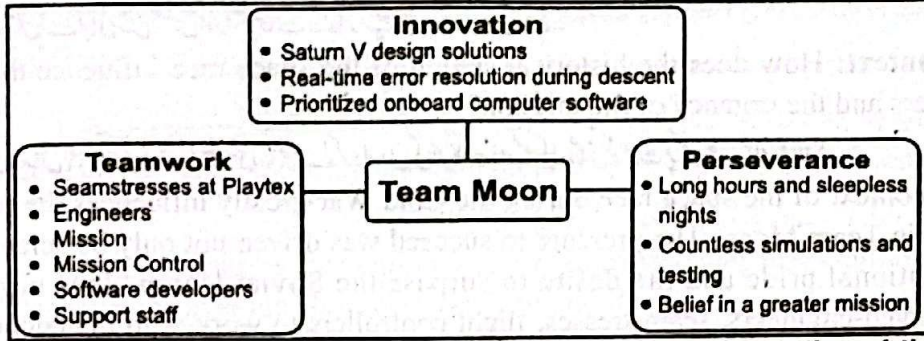 Innovation
• Saturn V design solutions
• Real-time error resolution during descent
• Prioritized onboard computer software
Teamwork
• Seamstresses at Playtex
• Engineers
• Mission
• Mission Control
• Software developers
• Support staff
Team Moon
Perseverance
• Long hours and sleepless
nights
• Countless simulations and
testing
• Belief in a greater mission